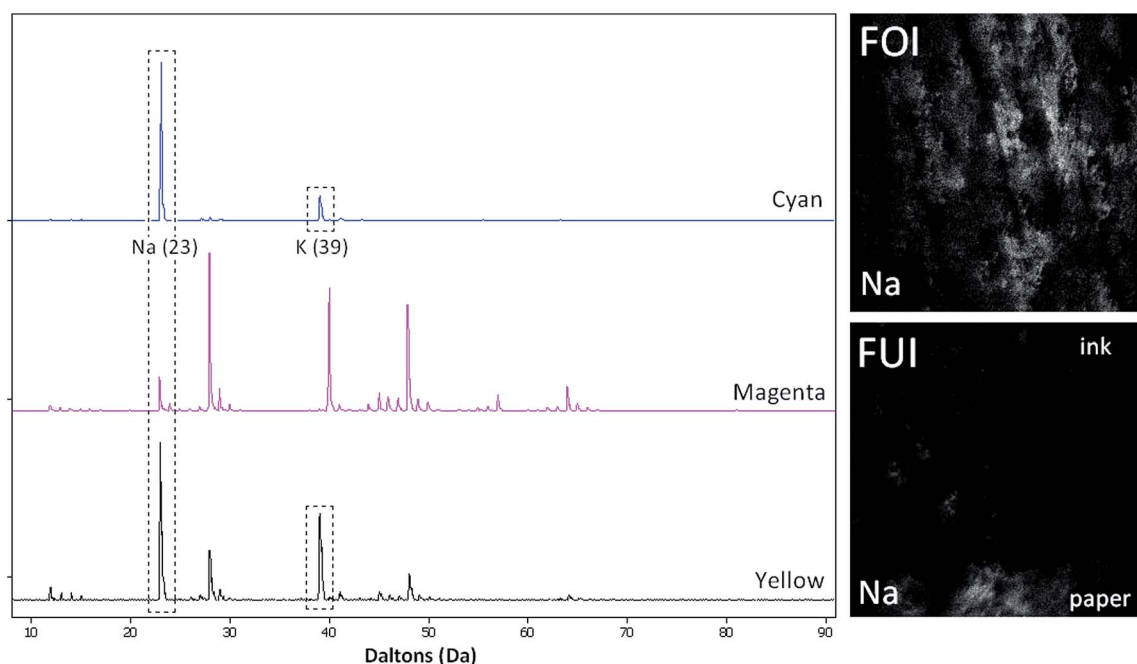 Cyan
Na (23)
K (39)
Magenta
Yellow
10 20 30 40 50 60 70 80 90
Daltons (Da)
FOI
Na
FUI
ink
Na
paper